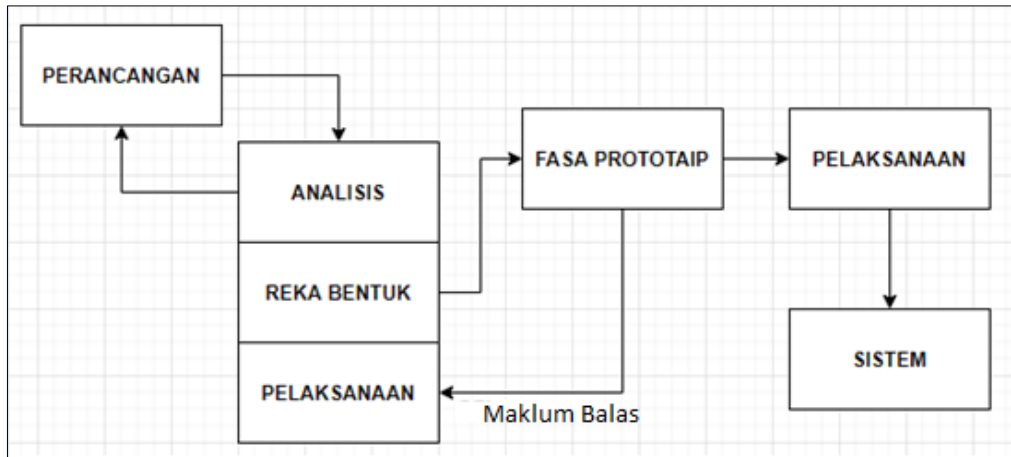 PERANCANGAN
ANALISIS
REKA BENTUK
PELAKSANAAN
FASA PROTOTAIP
Maklum Balas
PELAKSANAAN
SISTEM